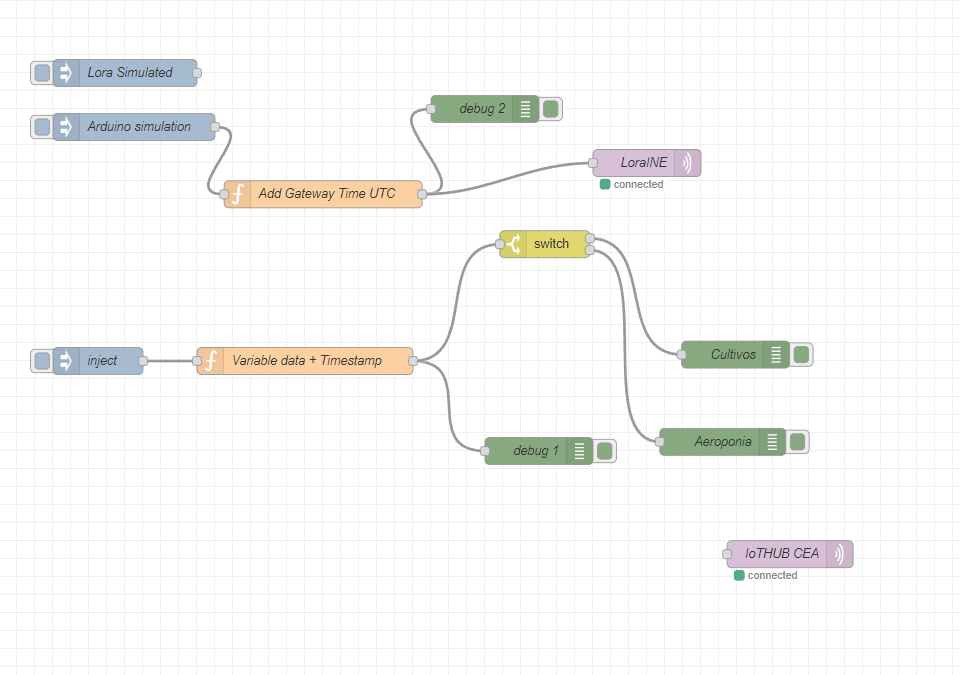 Lora Simulated
Arduino simulation
debug 2
LoraINE
connected
Add Gateway Time UTC
switch
inject
Variable data + Timestamp
Cultivos
Aeroponia
debug 1
IoTHUB CEA
connected